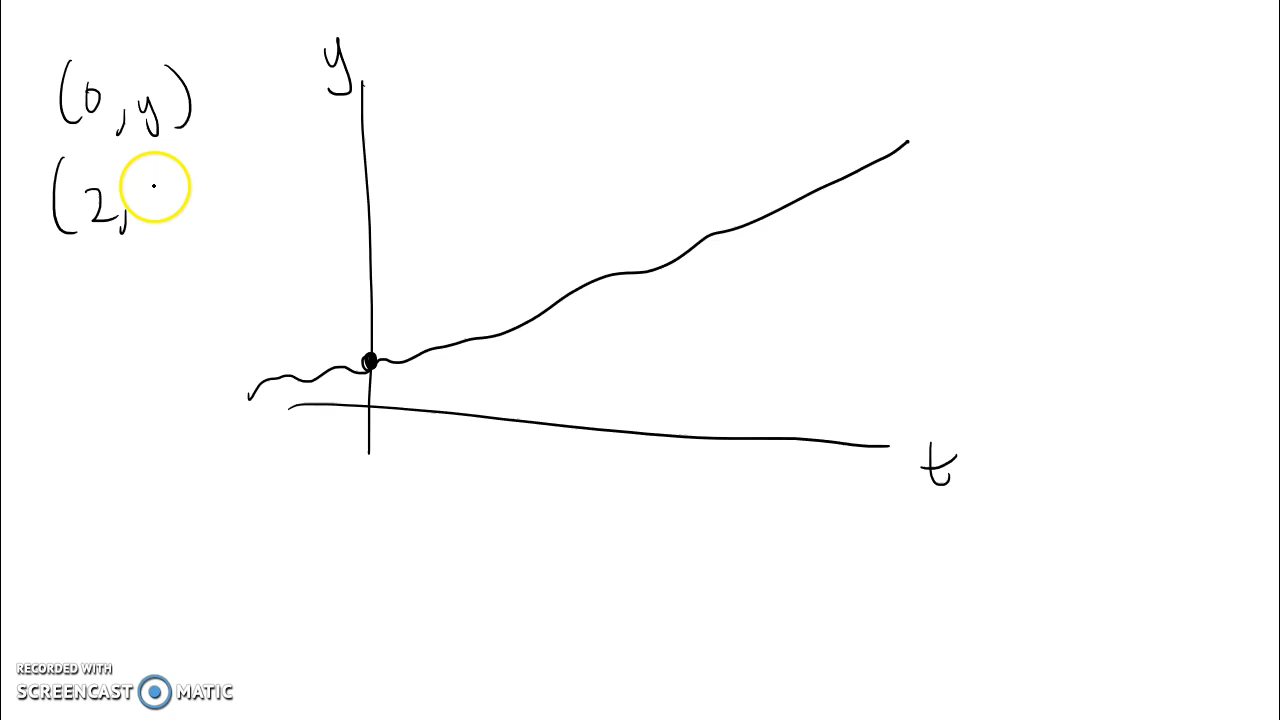 (0, y)
(2,
y
t
RECORDED WITH
SCREENCAST MATIC